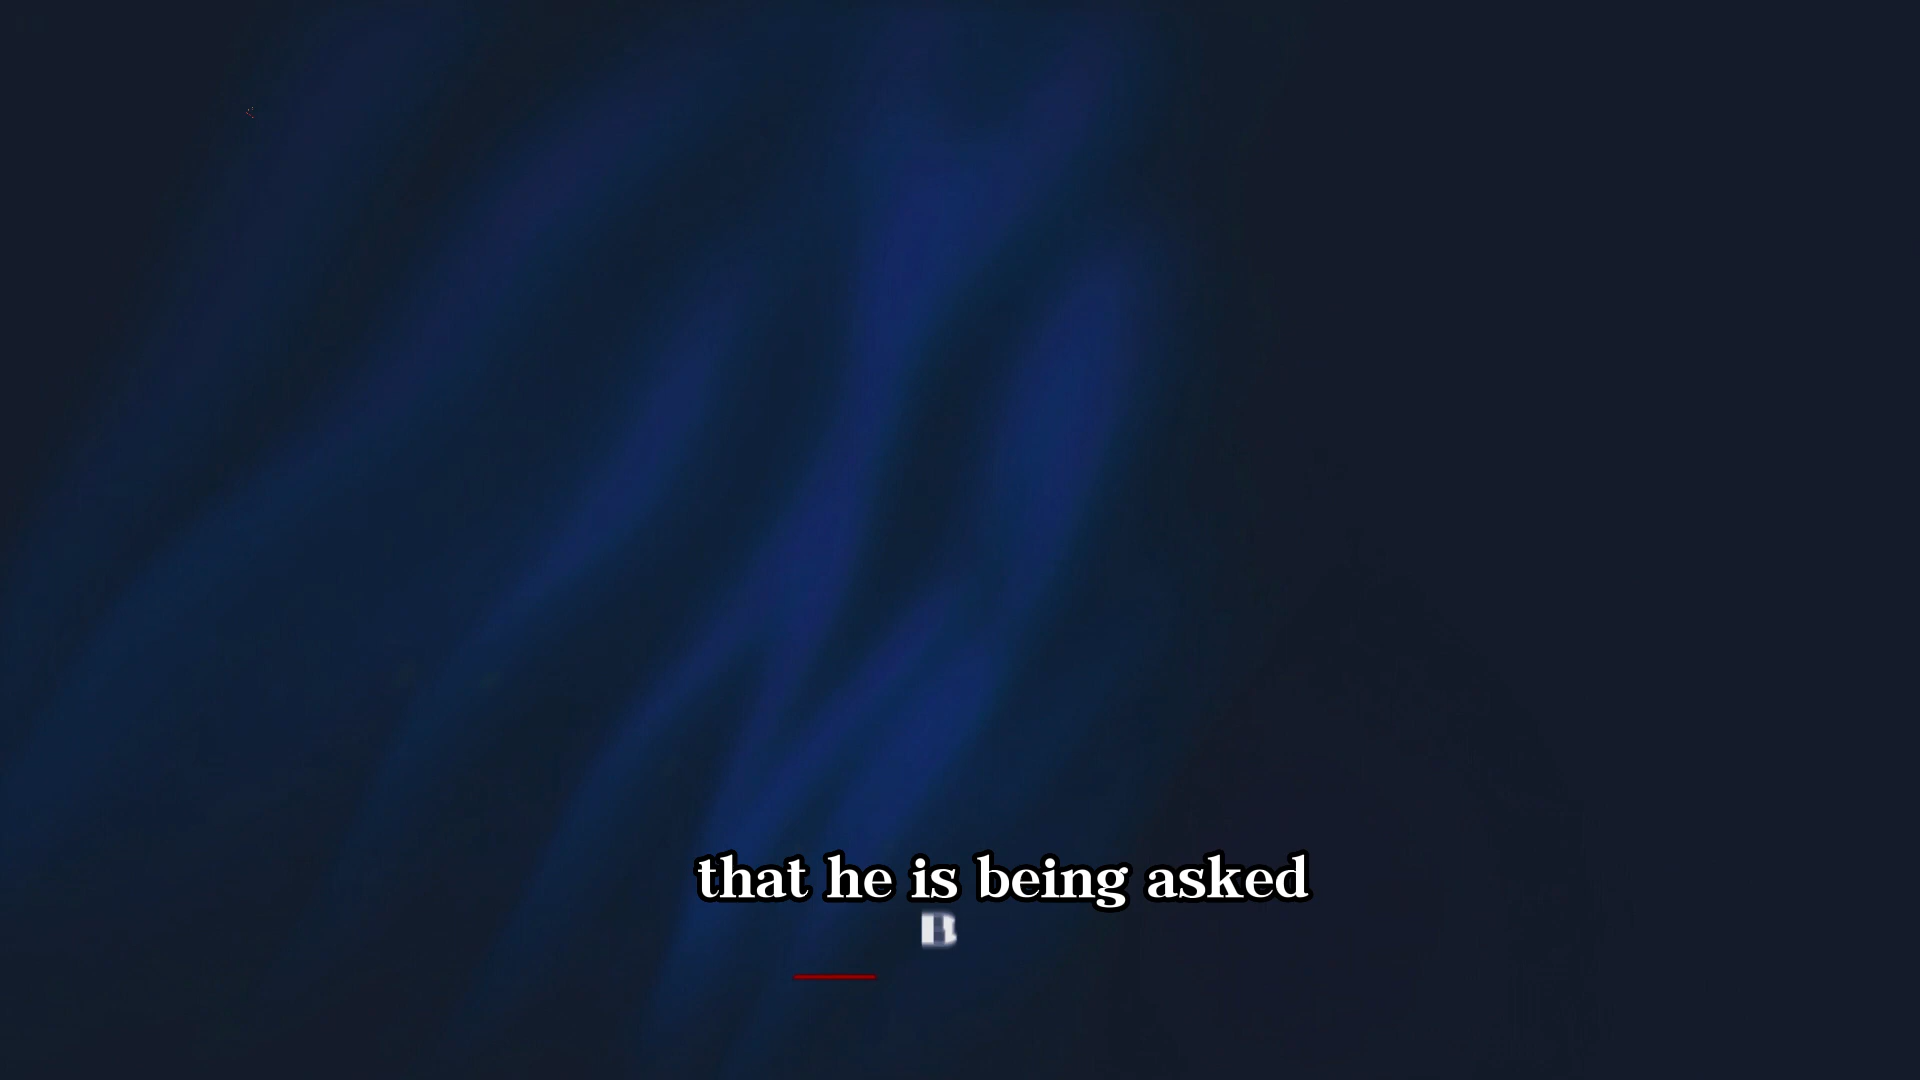 that he is being asked